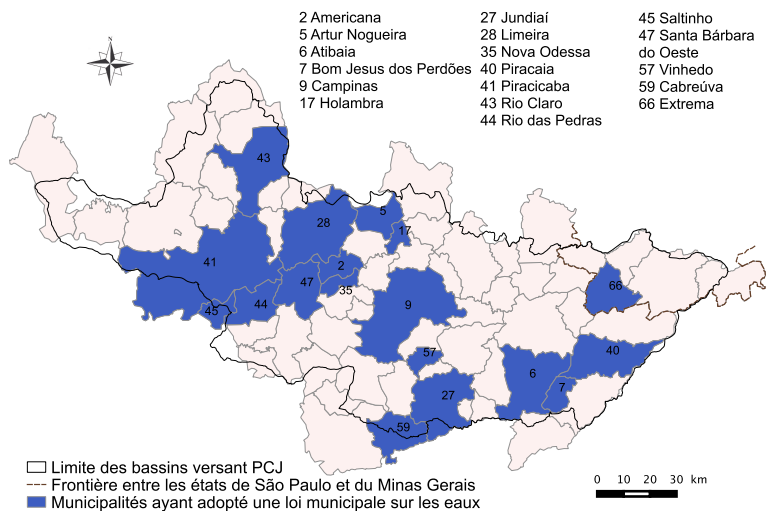 2 Americana
5 Artur Nogueira
6 Atibaia
7 Bom Jesus dos Perdões
9 Campinas
17 Holambra
27 Jundiaí
28 Limeira
35 Nova Odessa
40 Piracaia
41 Piracicaba
43 Rio Claro
44 Rio das Pedras
45 Saltinho
47 Santa Bárbara
do Oeste
57 Vinhedo
59 Cabreúva
66 Extrema
43
5
28
17
41
2
66
47
35
9
44
45
40
57
6
7
27
59
Limite des bassins versant PCJ
Frontière entre les états de São Paulo et du Minas Gerais
Municipalités ayant adopté une loi municipale sur les eaux
0 10 20 30 km